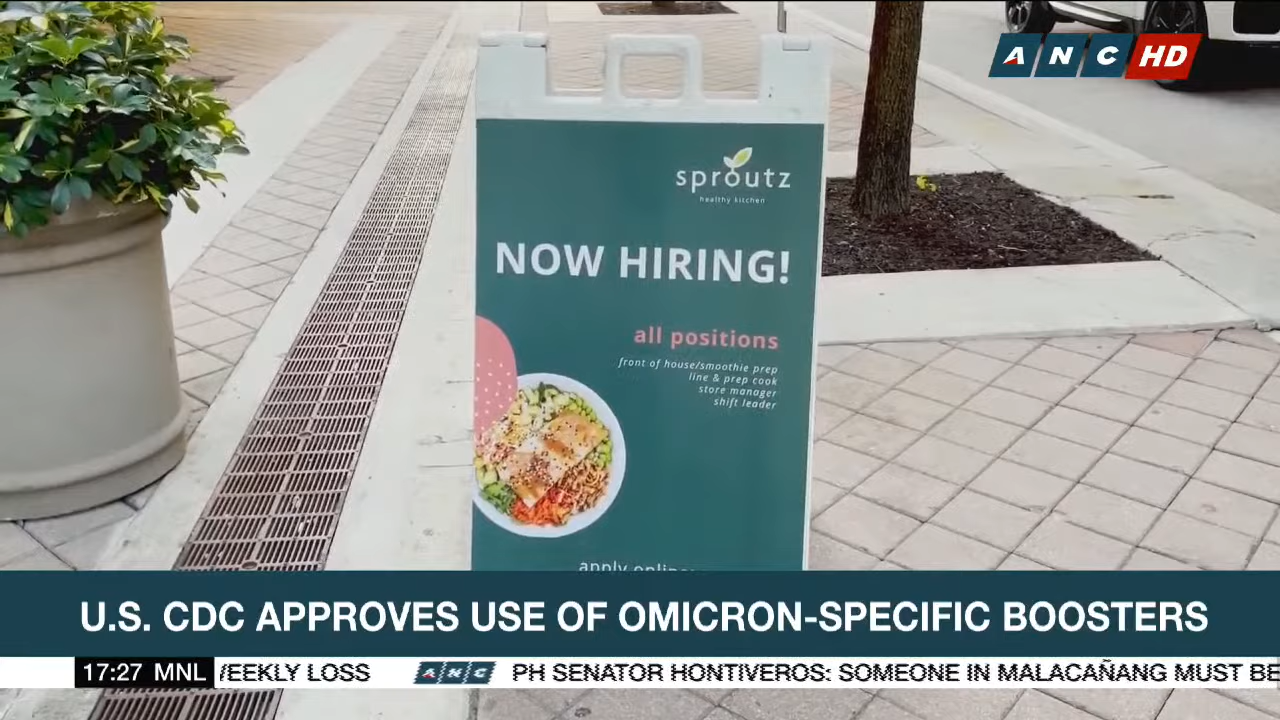 ANC HD
sproutz
healthy kitchen
NOW HIRING!
all positions
front of house/smoothie prep
line & prep cook
store manager
shift leader
apply online
U.S. CDC APPROVES USE OF OMICRON-SPECIFIC BOOSTERS
17:27 MNL
LOSS
ANC
PH SENATOR HONTIVEROS: SOMEONE IN MALACAÑANG MUST BE